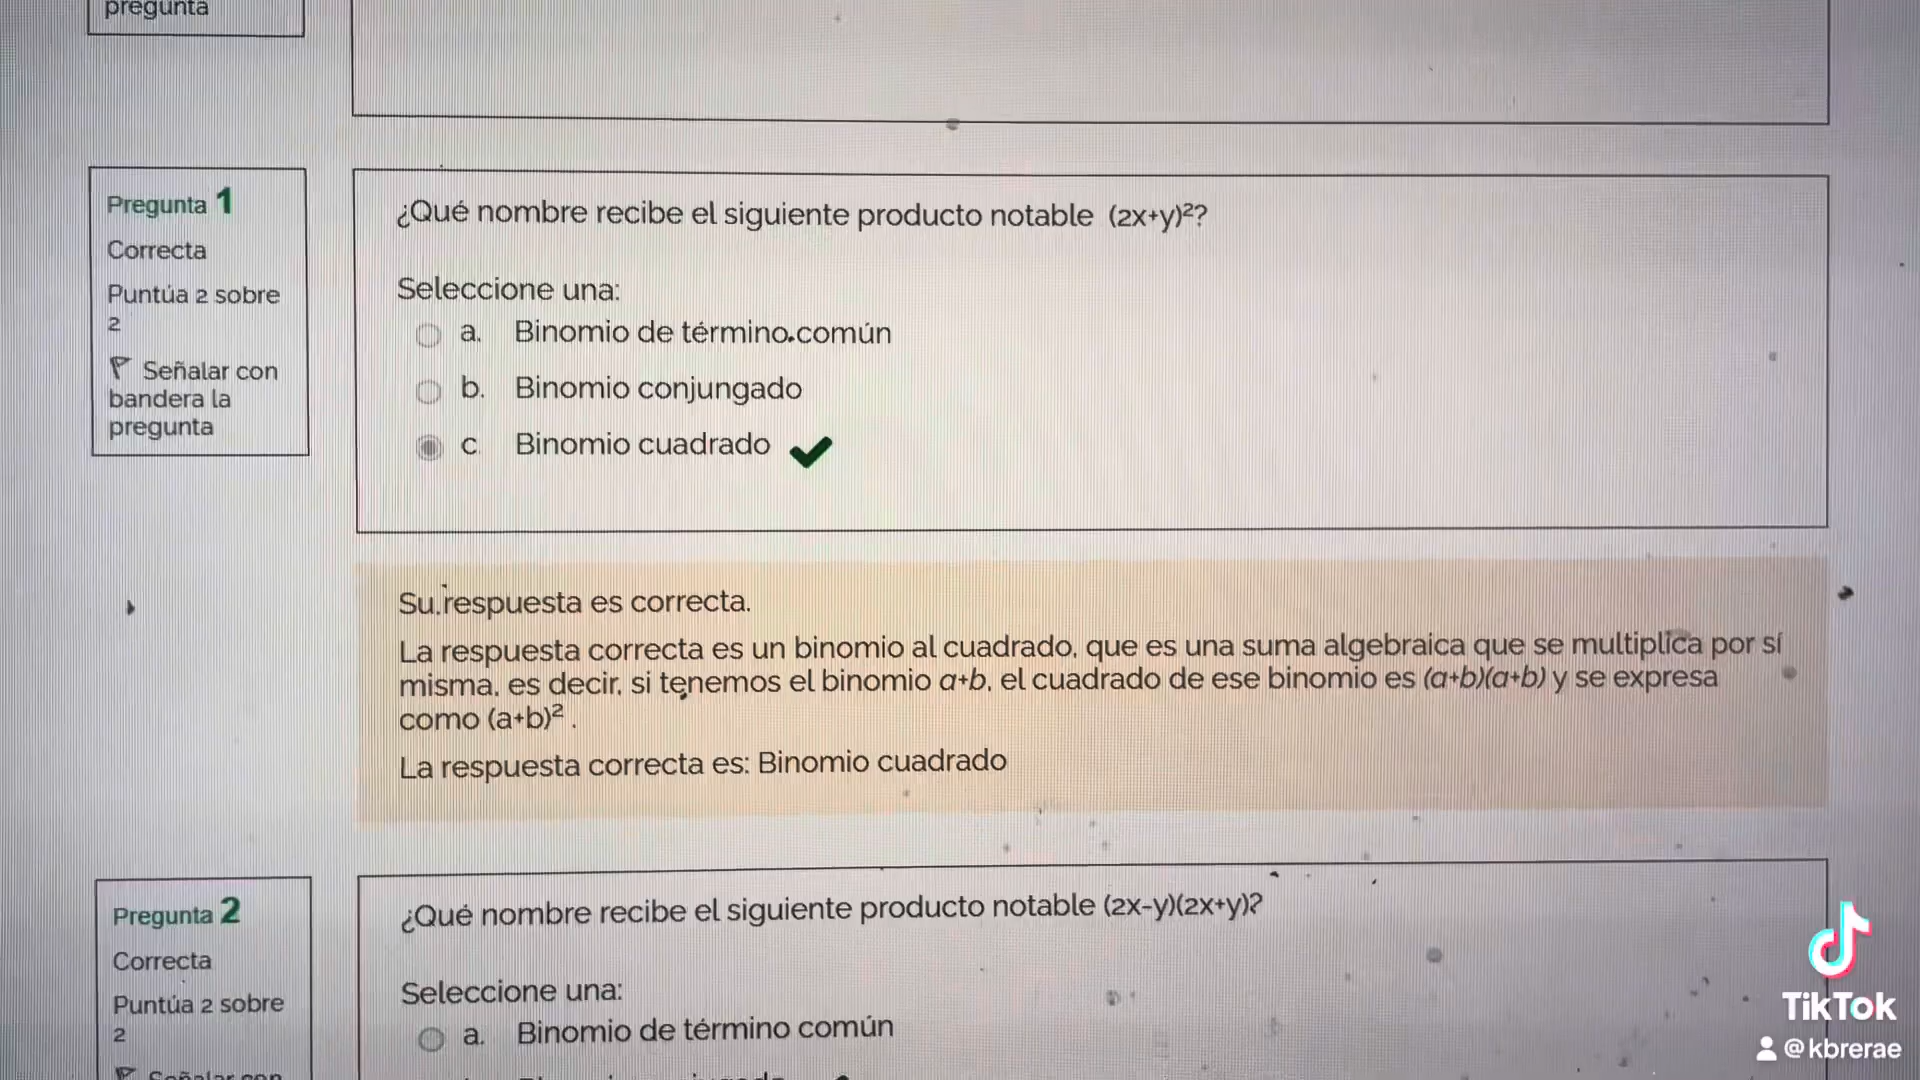 pregunta
Pregunta 1
Correcta
Puntúa 2 sobre
2
Señalar con
bandera la
pregunta
¿Qué nombre recibe el siguiente producto notable (2x+y)²?
Seleccione una:
a. Binomio de término común
b. Binomio conjungado
c. Binomio cuadrado
Su respuesta es correcta.
La respuesta correcta es un binomio al cuadrado, que es una suma algebraica que se multiplica por sí
misma, es decir, si tenemos el binomio a+b, el cuadrado de ese binomio es (a+b)(a+b) y se expresa
como (a+b)² .
La respuesta correcta es: Binomio cuadrado
Pregunta 2
Correcta
Puntúa 2 sobre
2
Señalar con
¿Qué nombre recibe el siguiente producto notable (2x-y)(2x+y)?
Seleccione una:
a. Binomio de término común
TikTok
@kbrerae